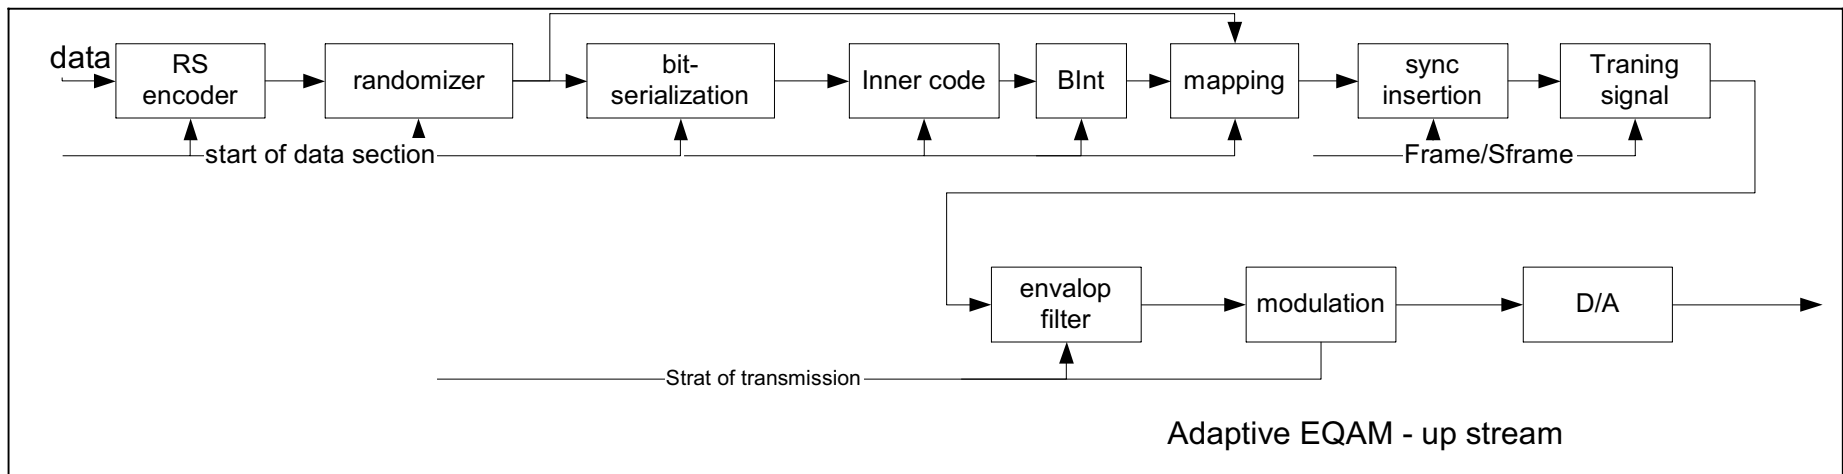 data
RS
encoder
randomizer
bit-
serialization
Inner code
BInt
mapping
sync
insertion
Traning
signal
start of data section
Frame/Sframe
envalop
filter
modulation
D/A
Strat of transmission
Adaptive EQAM - up stream